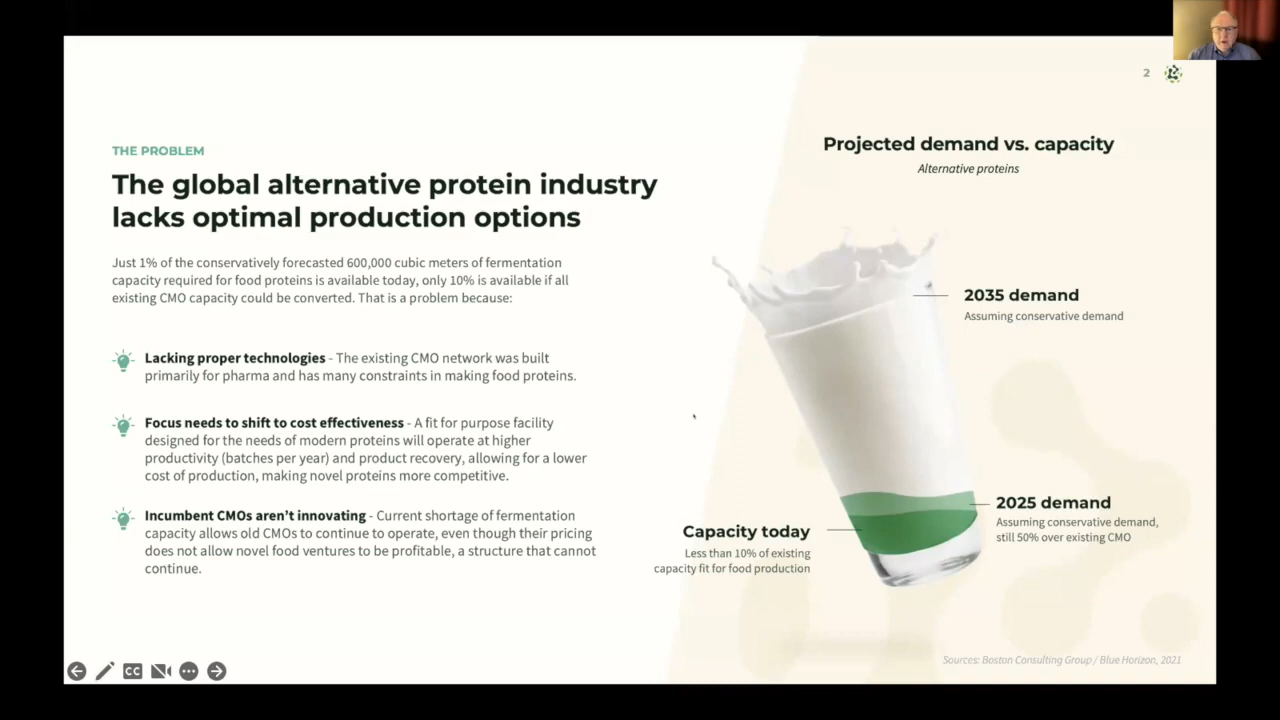 2
THE PROBLEM
The global alternative protein industry
lacks optimal production options
Just 1% of the conservatively forecasted 600,000 cubic meters of fermentation
capacity required for food proteins is available today, only 10% is available if all
existing CMO capacity could be converted. That is a problem because:
Lacking proper technologies - The existing CMO network was built
primarily for pharma and has many constraints in making food proteins.
Focus needs to shift to cost effectiveness - A fit for purpose facility
designed for the needs of modern proteins will operate at higher
productivity (batches per year) and product recovery, allowing for a lower
cost of production, making novel proteins more competitive.
Incumbent CMOs aren't innovating - Current shortage of fermentation
capacity allows old CMOs to continue to operate, even though their pricing
does not allow novel food ventures to be profitable, a structure that cannot
continue.
Projected demand vs. capacity
Alternative proteins
2035 demand
Assuming conservative demand
2025 demand
Assuming conservative demand,
still 50% over existing CMO
Capacity today
Less than 10% of existing
capacity fit for food production
Sources: Boston Consulting Group / Blue Horizon, 2021
CC